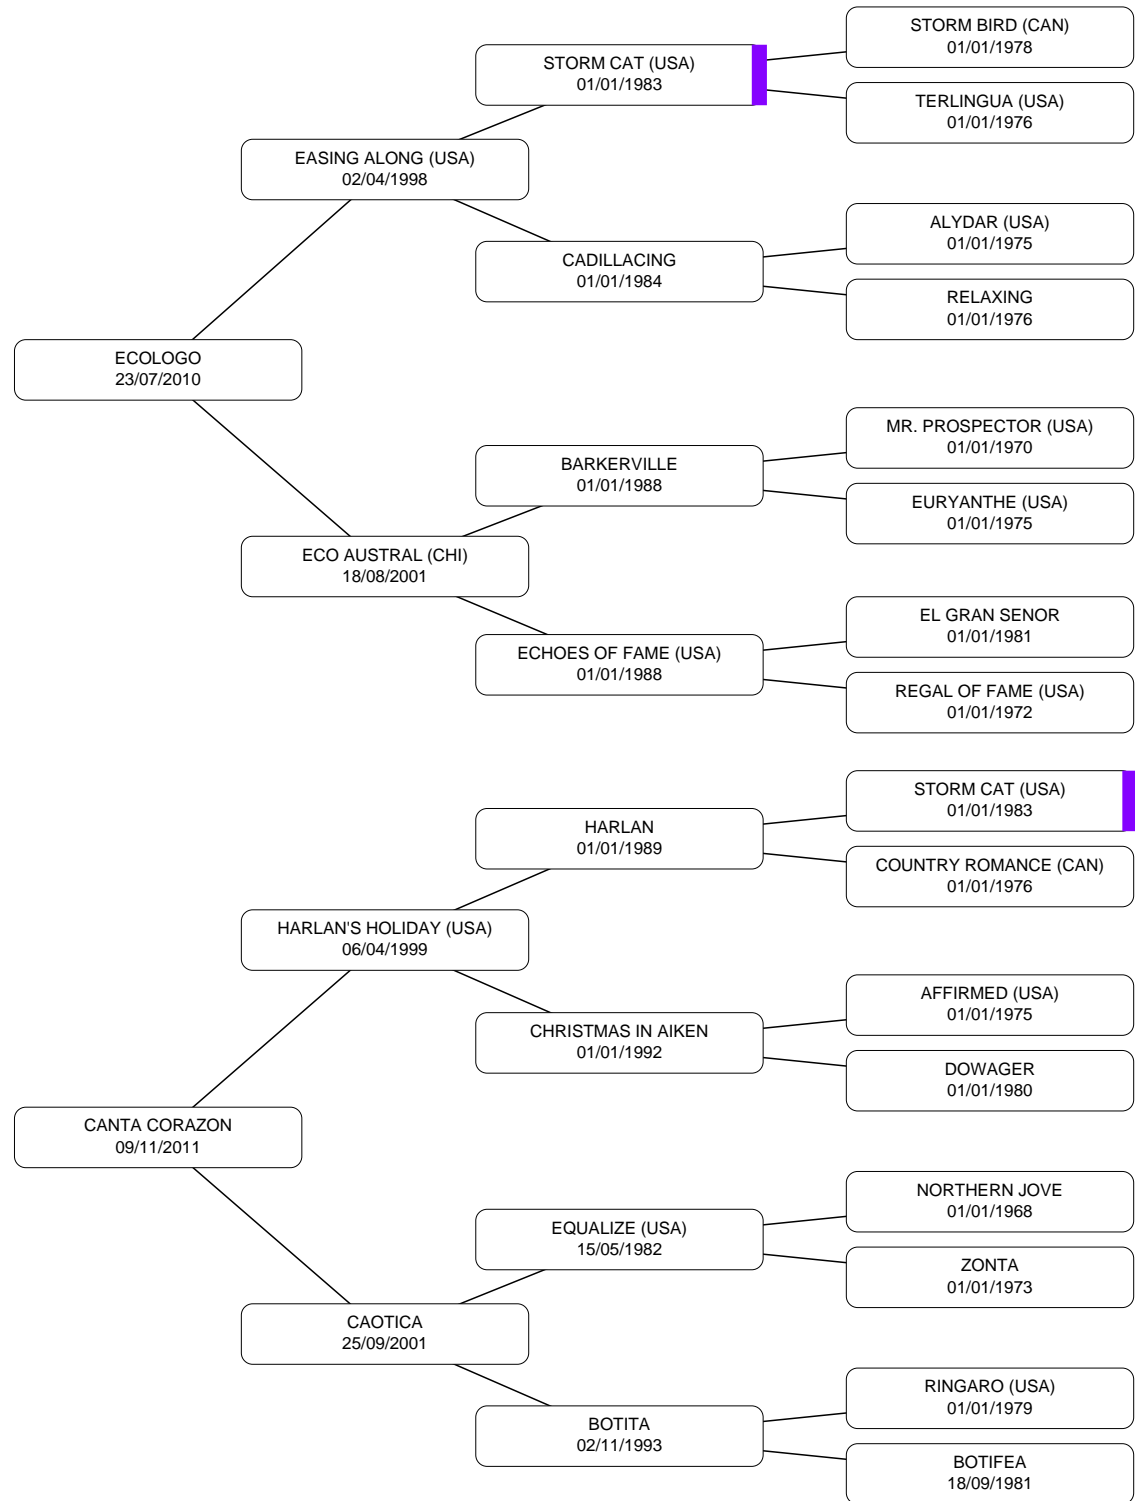 STORM BIRD (CAN)
01/01/1978
STORM CAT (USA)
01/01/1983
TERLINGUA (USA)
01/01/1976
EASING ALONG (USA)
02/04/1998
ALYDAR (USA)
01/01/1975
CADILLACING
01/01/1984
RELAXING
01/01/1976
ECOLOGO
23/07/2010
MR. PROSPECTOR (USA)
01/01/1970
BARKERVILLE
01/01/1988
EURYANTHE (USA)
01/01/1975
ECO AUSTRAL (CHI)
18/08/2001
EL GRAN SENOR
01/01/1981
ECHOES OF FAME (USA)
01/01/1988
REGAL OF FAME (USA)
01/01/1972
STORM CAT (USA)
01/01/1983
HARLAN
01/01/1989
COUNTRY ROMANCE (CAN)
01/01/1976
HARLAN'S HOLIDAY (USA)
06/04/1999
AFFIRMED (USA)
01/01/1975
CHRISTMAS IN AIKEN
01/01/1992
DOWAGER
01/01/1980
CANTA CORAZON
09/11/2011
NORTHERN JOVE
01/01/1968
EQUALIZE (USA)
15/05/1982
ZONTA
01/01/1973
CAOTICA
25/09/2001
RINGARO (USA)
01/01/1979
BOTITA
02/11/1993
BOTIFEA
18/09/1981